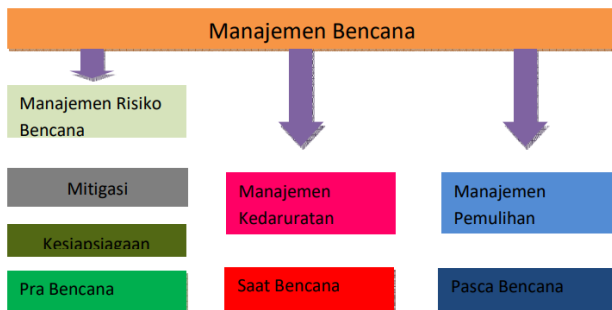 Manajemen Bencana
Manajemen Risiko
Bencana
Mitigasi
Kesiapsiagaan
Pra Bencana
Manajemen
Kedaruratan
Saat Bencana
Manajemen
Pemulihan
Pasca Bencana